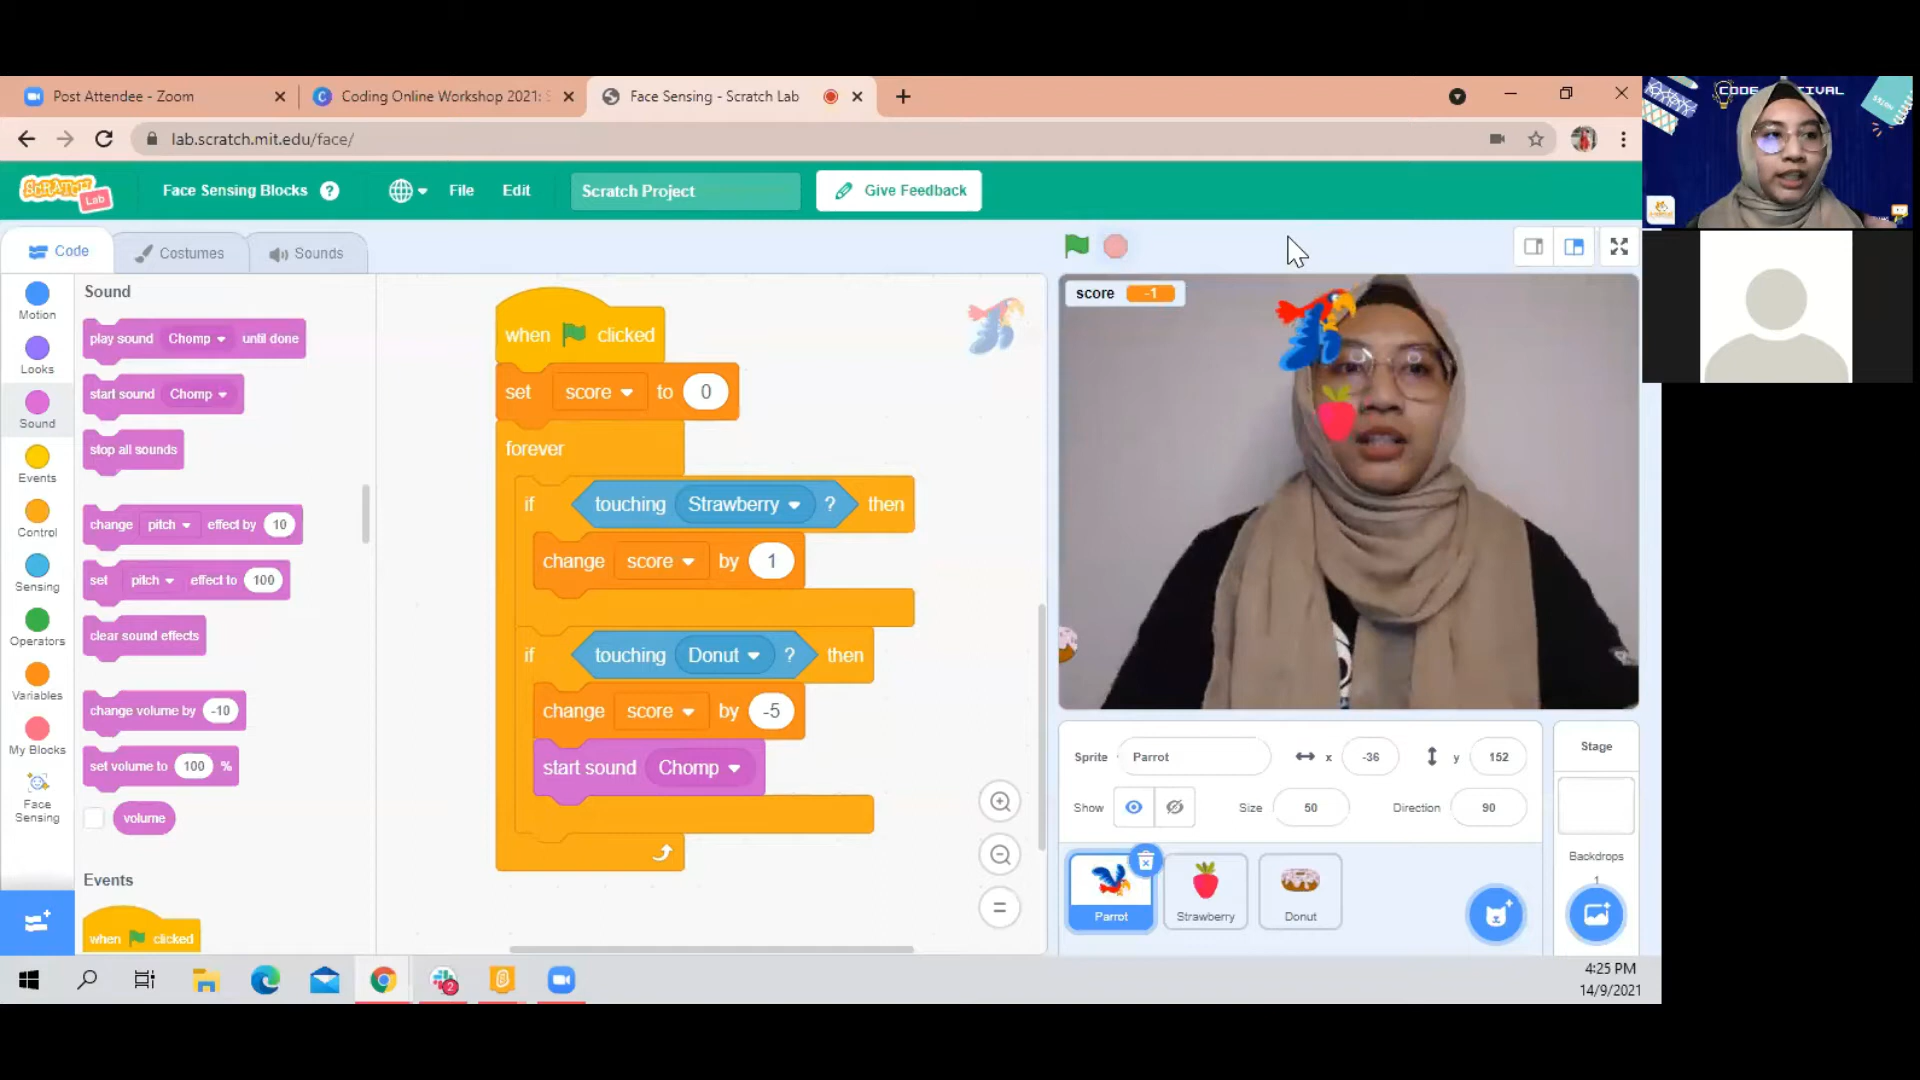 Post Attendee - Zoom
Coding Online Workshop 2021:
Face Sensing - Scratch Lab
lab.scratch.mit.edu/face/
SCRATCH
Lab
Face Sensing Blocks ?
File
Edit
Scratch Project
Give Feedback
Code
Costumes
Sounds
Motion
Looks
Sound
Events
Control
Sensing
Operators
Variables
My Blocks
Face
Sensing
Sound
play sound Chomp until done
start sound Chomp
stop all sounds
change pitch effect by 10
set pitch effect to 100
clear sound effects
change volume by -10
set volume to 100 %
volume
Events
when clicked
when clicked
set score to 0
forever
if touching Strawberry ? then
change score by 1
if touching Donut ? then
change score by -5
start sound Chomp
score -1
Sprite Parrot x -36 y 152
Show Size 50 Direction 90
Parrot
Strawberry
Donut
Stage
Backdrops
1
2
4:25 PM
14/9/2021
NOTES